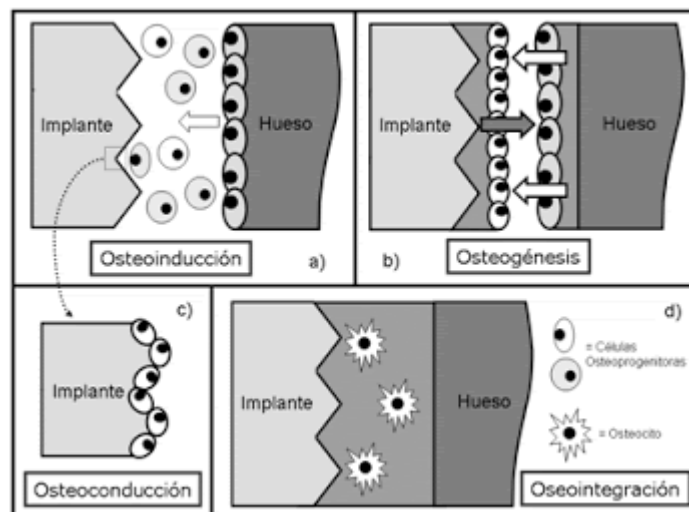 Implante
Hueso
Osteoinducción
a)
Implante
Hueso
b)
Osteogénesis
c)
Implante
Osteoconducción
d)
Implante
Hueso
= Células
Osteoprogenitoras
= Osteocito
Oseointegración